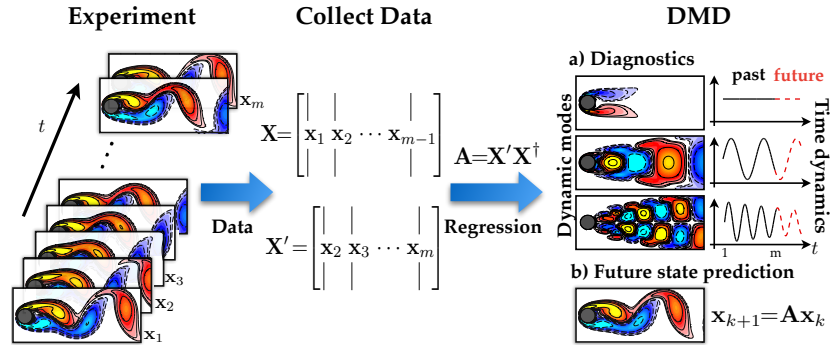 Experiment
Collect Data
DMD
t
x_m
x_3
x_2
x_1
Data
X= [x_1 x_2 ⋯ x_{m−1}]
X′= [x_2 x_3 ⋯ x_m]
A=X′X†
Regression
a) Diagnostics
past future
Dynamic modes
Time dynamics
1 m t
b) Future state prediction
x_{k+1}=Ax_k